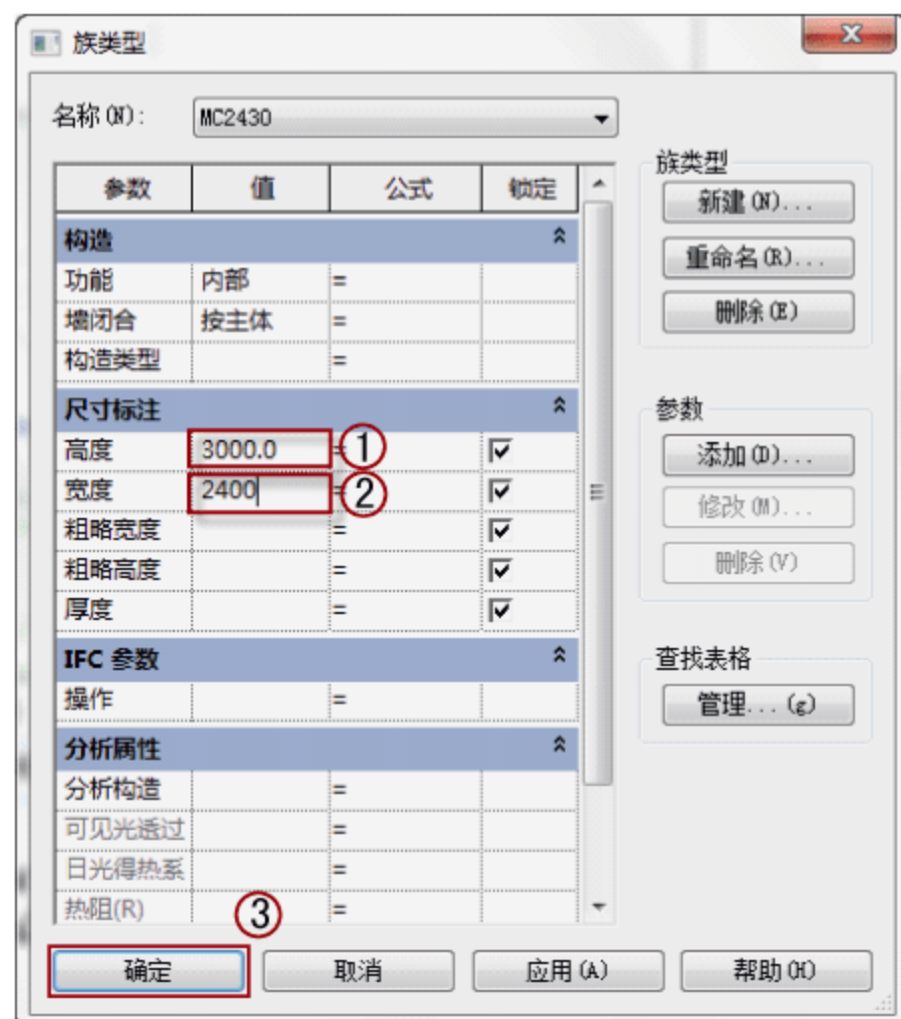 族类型
名称(N): MC2430
参数 值 公式 锁定
构造
功能 内部 =
墙闭合 按主体 =
构造类型 =
尺寸标注
高度 3000.0 = ①
宽度 2400 = ②
粗略宽度 =
粗略高度 =
厚度 =
IFC 参数
操作 =
分析属性
分析构造 =
可见光透过 =
日光得热系 =
热阻(R) =
③
族类型
新建(N)...
重命名(R)...
删除(E)
参数
添加(D)...
修改(M)...
删除(V)
查找表格
管理...(g)
确定 取消 应用(A) 帮助(H)